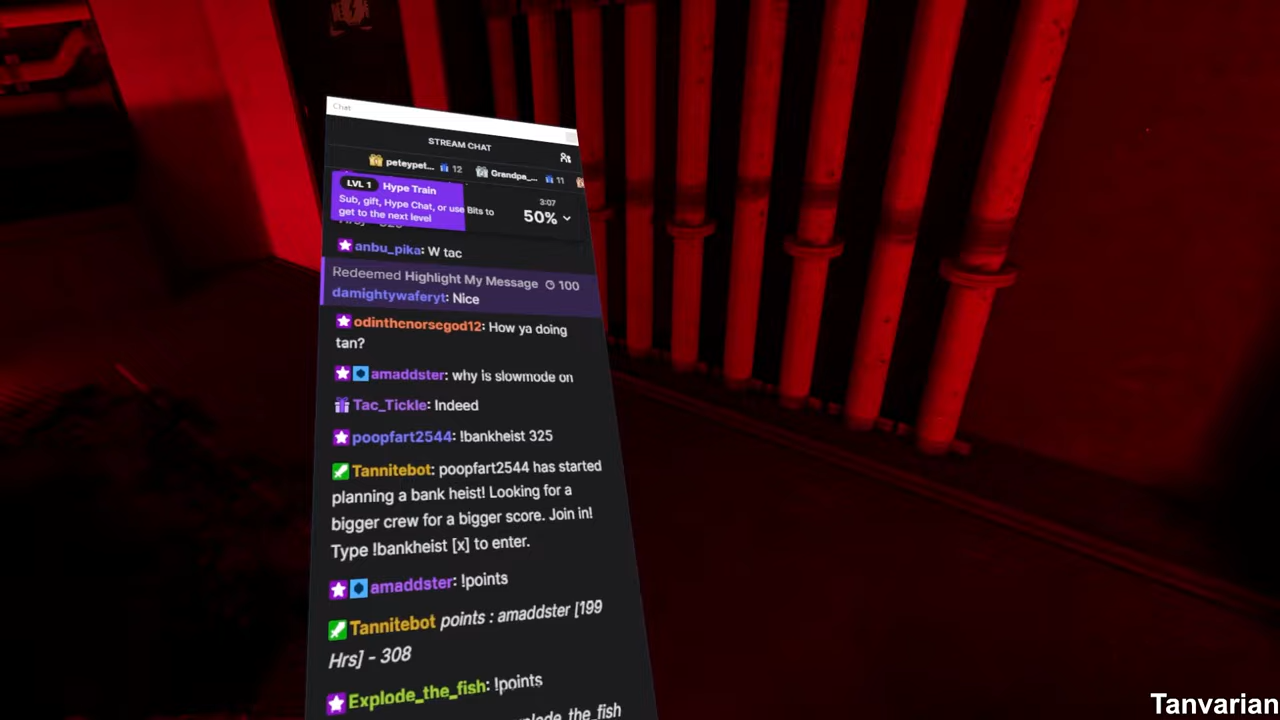 Chat
STREAM CHAT
peteypet... 12 Grandpa_... 11
LVL 1 Hype Train
Sub, gift, Hype Chat, or use Bits to
get to the next level
3:07
50%
anbu_pika: W tac
Redeemed Highlight My Message 100
damightywaferyt: Nice
odinthenorsegod12: How ya doing
tan?
amaddster: why is slowmode on
Tac_Tickle: Indeed
poopfart2544: !bankheist 325
Tannitebot: poopfart2544 has started
planning a bank heist! Looking for a
bigger crew for a bigger score. Join in!
Type !bankheist [x] to enter.
amaddster: !points
Tannitebot points : amaddster [199
Hrs] - 308
Explode_the_fish: !points
Tanvarian